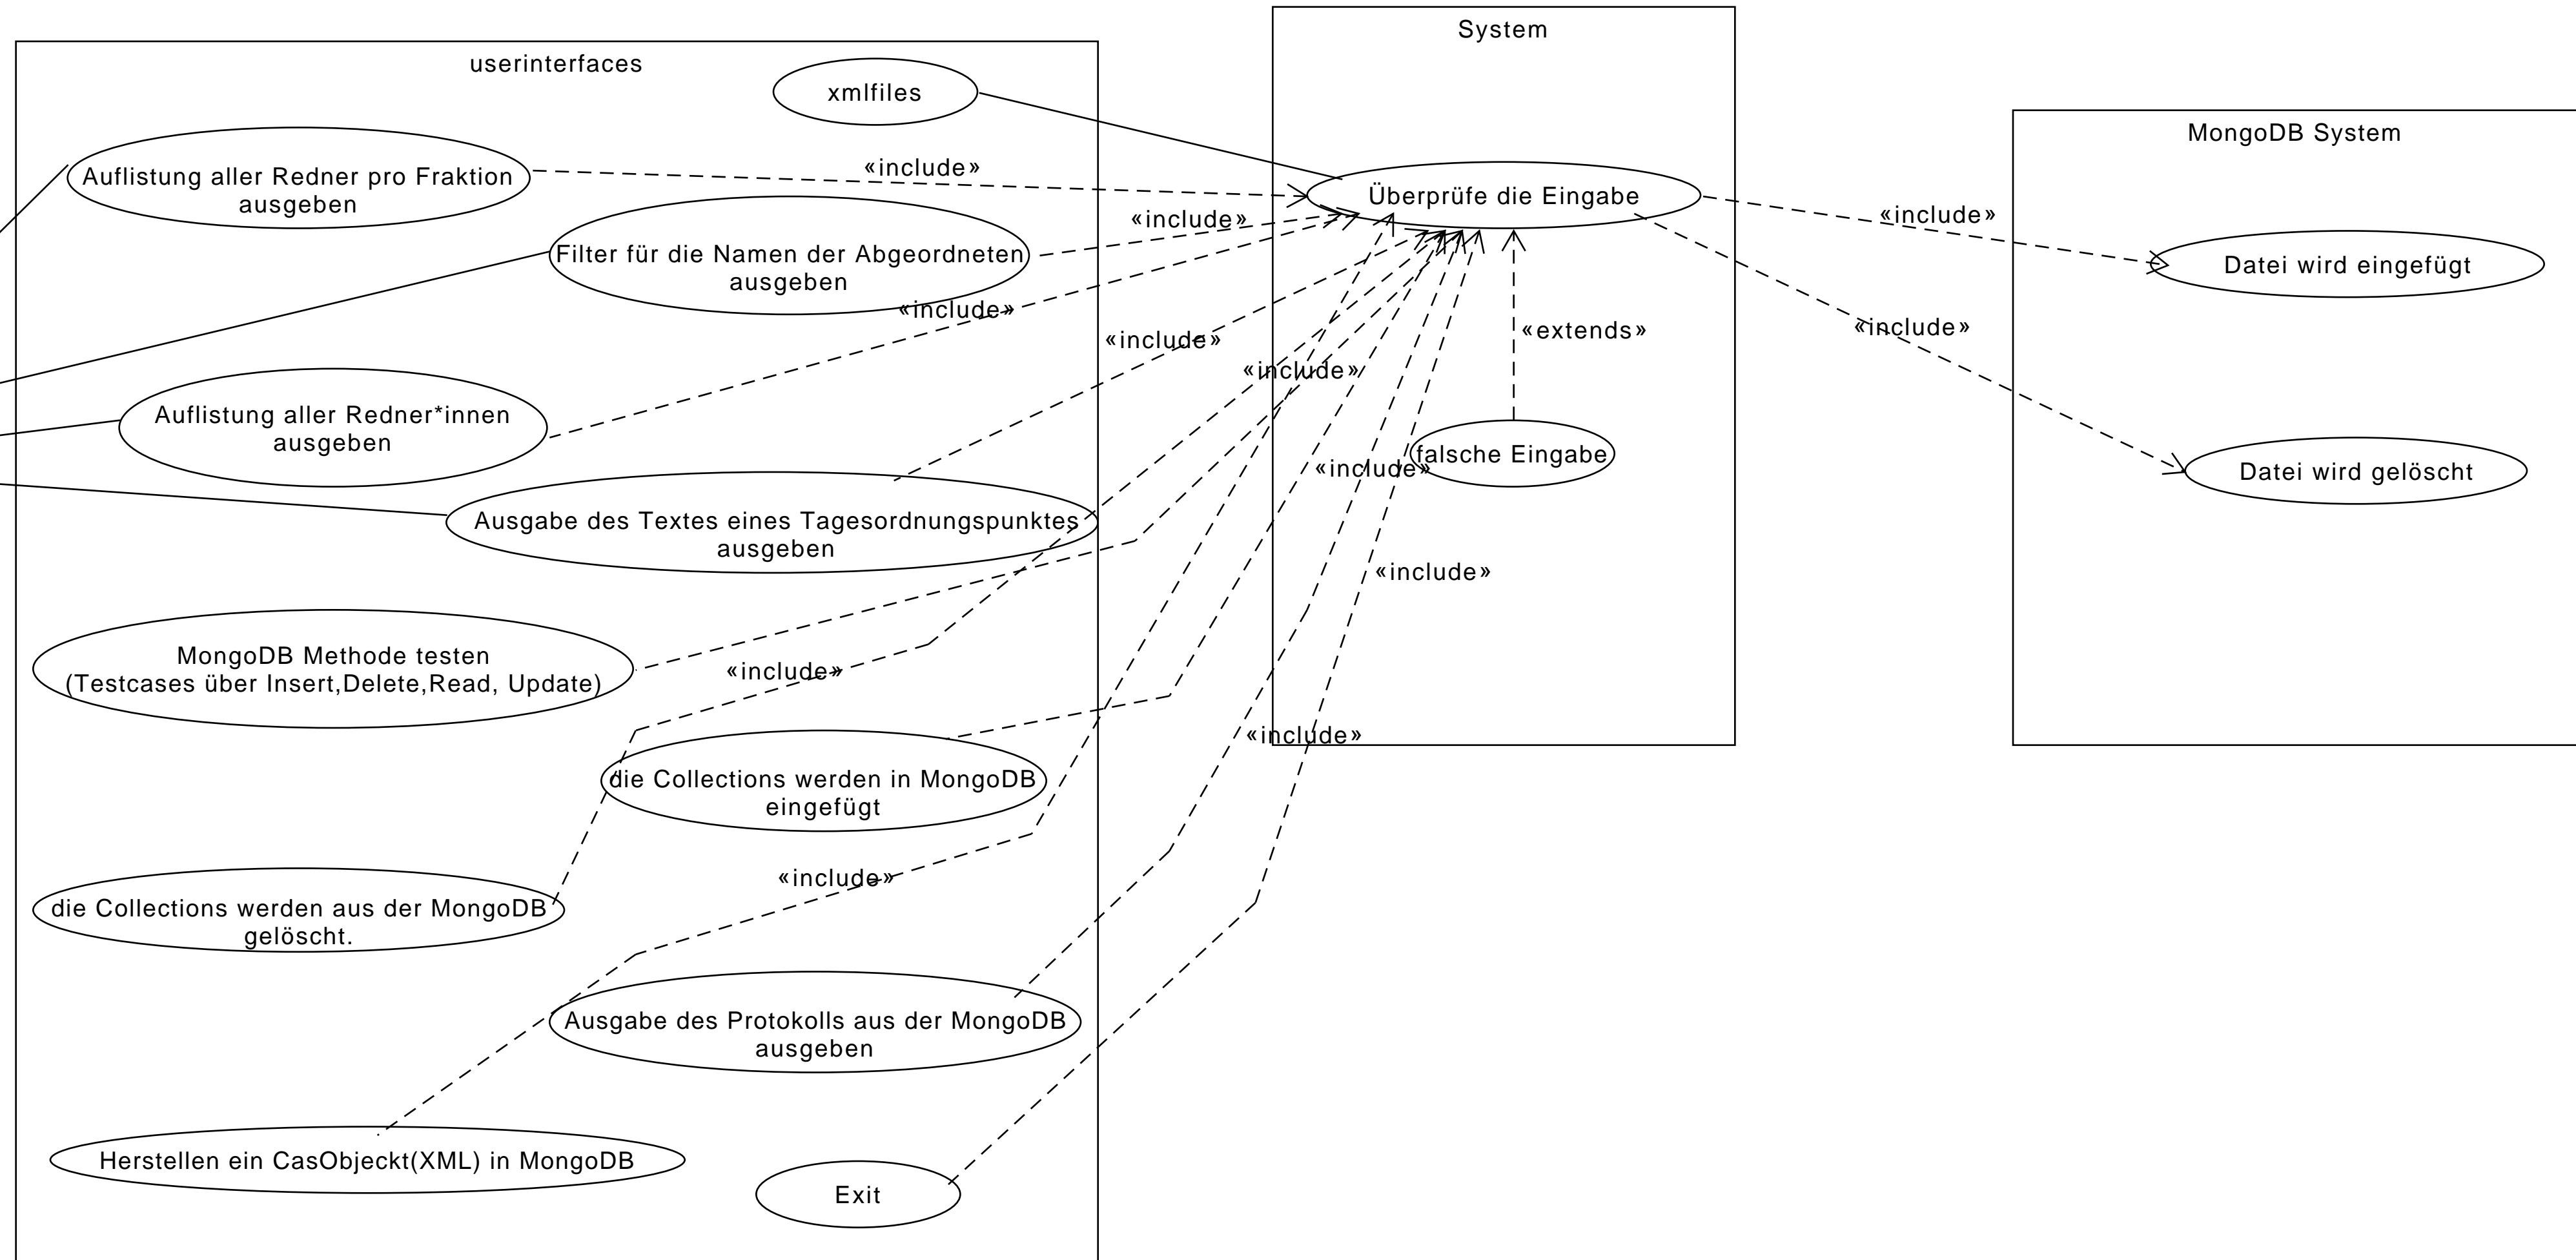 System
userinterfaces
xmlfiles
MongoDB System
«include»
Auflistung aller Redner pro Fraktion
ausgeben
Überprüfe die Eingabe
«include»
«include»
Filter für die Namen der Abgeordneten
ausgeben
Datei wird eingefügt
«include»
«include»
«extends»
«include»
«include»
Auflistung aller Redner*innen
ausgeben
falsche Eingabe
«include»
Datei wird gelöscht
Ausgabe des Textes eines Tagesordnungspunktes
ausgeben
«include»
MongoDB Methode testen
(Testcases über Insert,Delete,Read, Update)
«include»
«include»
die Collections werden in MongoDB
eingefügt
«include»
die Collections werden aus der MongoDB
gelöscht.
Ausgabe des Protokolls aus der MongoDB
ausgeben
Herstellen ein CasObjeckt(XML) in MongoDB
Exit